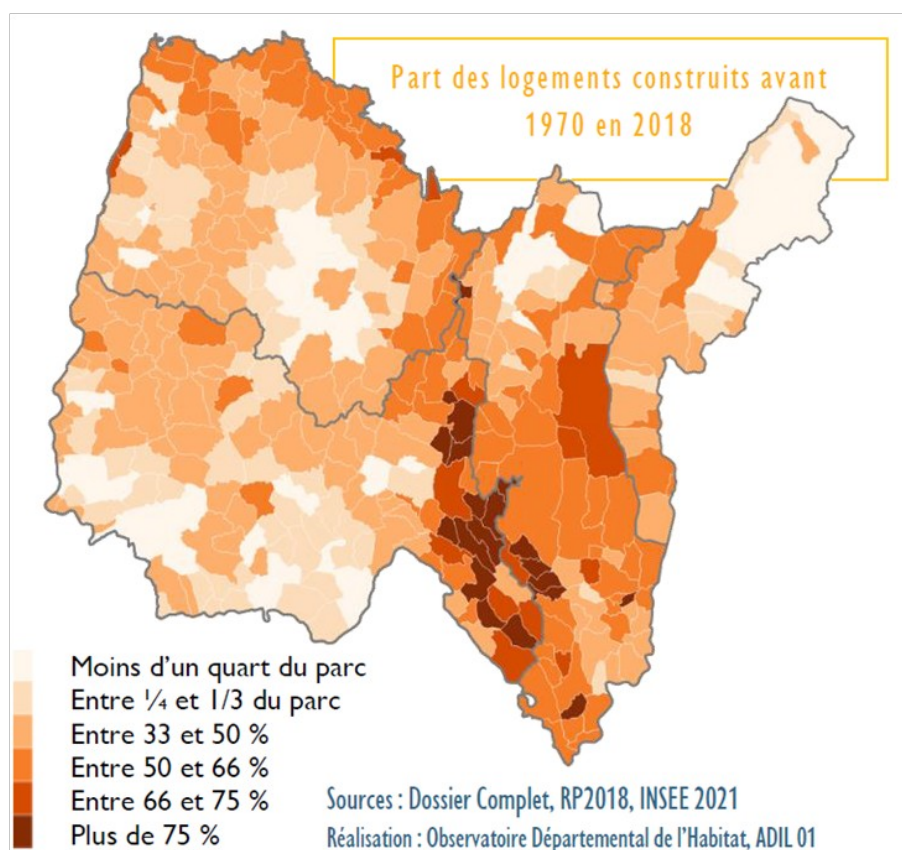 Part des logements construits avant
1970 en 2018
Moins d'un quart du parc
Entre ¼ et 1/3 du parc
Entre 33 et 50 %
Entre 50 et 66 %
Entre 66 et 75 %
Plus de 75 %
Sources : Dossier Complet, RP2018, INSEE 2021
Réalisation : Observatoire Départemental de l'Habitat, ADIL 01